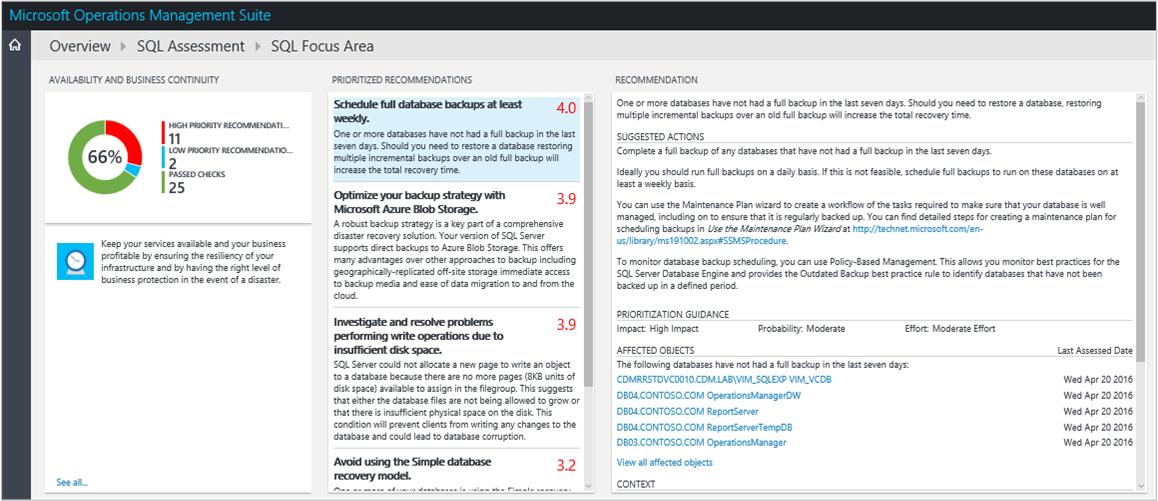 Microsoft Operations Management Suite
Overview
SQL Assessment
SQL Focus Area
AVAILABILITY AND BUSINESS CONTINUITY
66%
HIGH PRIORITY RECOMMENDATI...
11
LOW PRIORITY RECOMMENDATIO...
2
PASSED CHECKS
25
Keep your services available and your business
profitable by ensuring the resiliency of your
infrastructure and by having the right level of
business protection in the event of a disaster.
See all...
PRIORITIZED RECOMMENDATIONS
Schedule full database backups at least
weekly.
4.0
One or more databases have not had a full backup in the last
seven days. Should you need to restore a database restoring
multiple incremental backups over an old full backup will
increase the total recovery time.
Optimize your backup strategy with
Microsoft Azure Blob Storage.
3.9
A robust backup strategy is a key part of a comprehensive
disaster recovery solution. Your version of SQL Server
supports direct backups to Azure Blob Storage. This offers
many advantages over other approaches to backup including
geographically-replicated off-site storage immediate access
to backup media and ease of data migration to and from the
cloud.
Investigate and resolve problems
performing write operations due to
insufficient disk space.
3.9
SQL Server could not allocate a new page to write an object
to a database because there are no more pages (8KB units of
disk space) available to assign in the filegroup. This suggests
that either the database files are not being allowed to grow or
that there is insufficient physical space on the disk. This
condition will prevent clients from writing any changes to the
database and could lead to database corruption.
Avoid using the Simple database
recovery model.
3.2
One or more of your databases is using the Simple recovery
RECOMMENDATION
One or more databases have not had a full backup in the last seven days. Should you need to restore a database, restoring
multiple incremental backups over an old full backup will increase the total recovery time.
SUGGESTED ACTIONS
Complete a full backup of any databases that have not had a full backup in the last seven days.
Ideally you should run full backups on a daily basis. If this is not feasible, schedule full backups to run on these databases on at
least a weekly basis.
You can use the Maintenance Plan wizard to create a workflow of the tasks required to make sure that your database is well
managed, including on to ensure that it is regularly backed up. You can find detailed steps for creating a maintenance plan for
scheduling backups in Use the Maintenance Plan Wizard at http://technet.microsoft.com/en-
us/library/ms191002.aspx#SSMSProcedure.
To monitor database backup scheduling, you can use Policy-Based Management. This allows you monitor best practices for the
SQL Server Database Engine and provides the Outdated Backup best practice rule to identify databases that have not been
backed up in a defined period.
PRIORITIZATION GUIDANCE
Impact: High Impact Probability: Moderate Effort: Moderate Effort
AFFECTED OBJECTS Last Assessed Date
The following databases have not had a full backup in the last seven days:
CDMRRSTDVC0010.CDM.LAB\VIM_SQLEXP VIM_VCDB Wed Apr 20 2016
DB04.CONTOSO.COM OperationsManagerDW Wed Apr 20 2016
DB04.CONTOSO.COM ReportServer Wed Apr 20 2016
DB04.CONTOSO.COM ReportServerTempDB Wed Apr 20 2016
DB03.CONTOSO.COM OperationsManager Wed Apr 20 2016
View all affected objects
CONTEXT